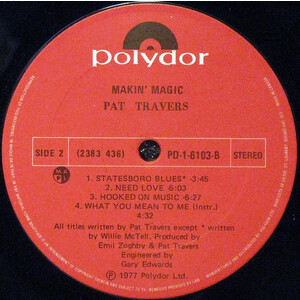 polydor
MAKIN' MAGIC
PAT TRAVERS
SIDE 2 (2383 436) PD-1-6103-B STEREO
1. STATESBORO BLUES* -3:45
2. NEED LOVE -6:03
3. HOOKED ON MUSIC -6:27
4. WHAT YOU MEAN TO ME (Instr.)
4:32
All titles written by Pat Travers except * written
by Willie McTell. Produced by
Emil Zoghby & Pat Travers
Engineered by
Gary Edwards
℗ 1977 Polydor Ltd.